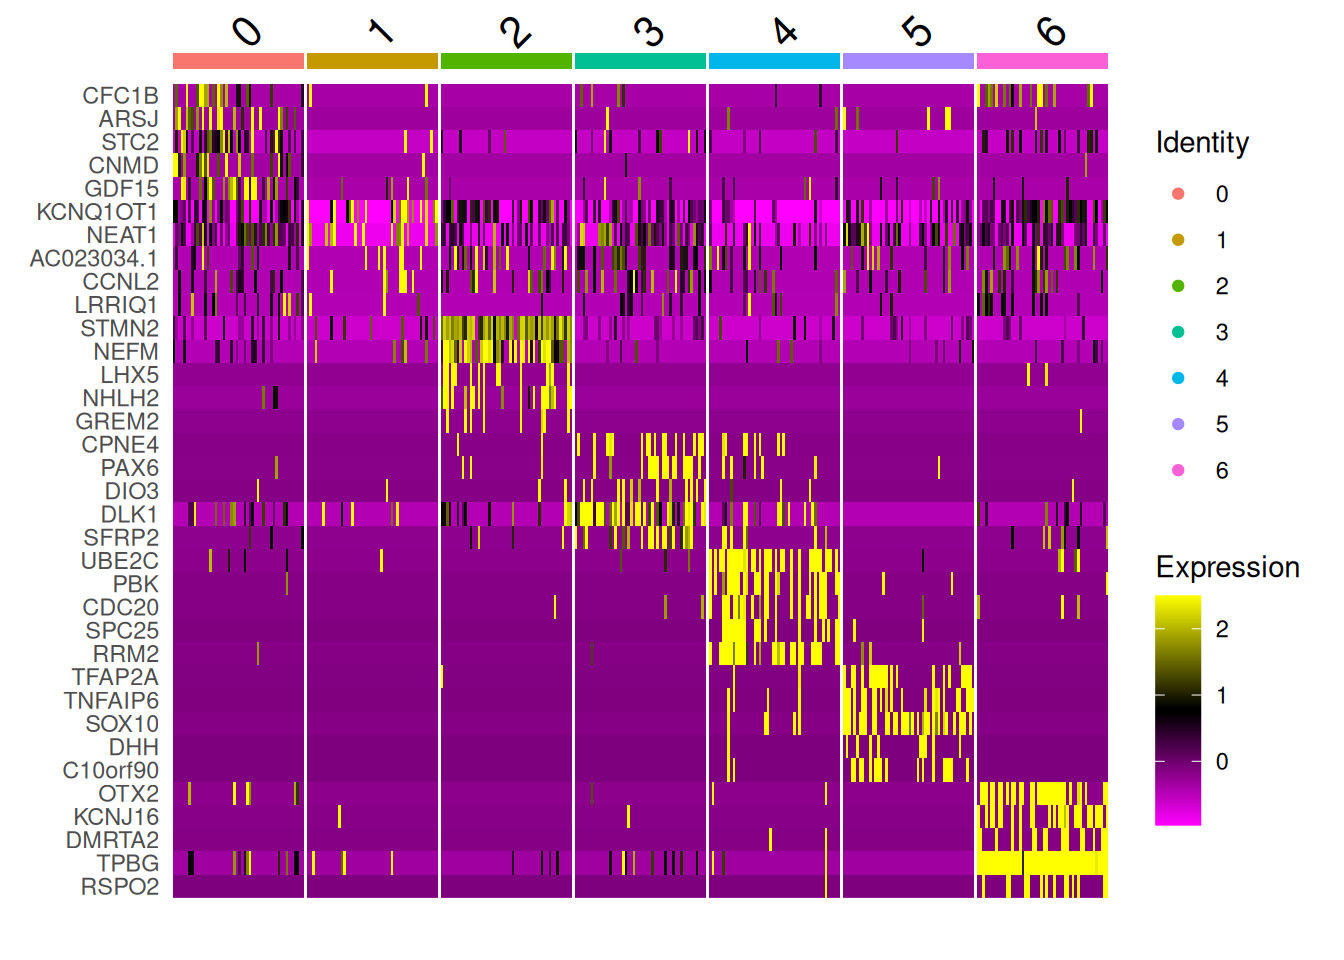 0 1 2 3 4 5 6
CFC1B
ARSJ
STC2
CNMD
GDF15
KCNQ1OT1
NEAT1
AC023034.1
CCNL2
LRRIQ1
STMN2
NEFM
LHX5
NHLH2
GREM2
CPNE4
PAX6
DIO3
DLK1
SFRP2
UBE2C
PBK
CDC20
SPC25
RRM2
TFAP2A
TNFAIP6
SOX10
DHH
C10orf90
OTX2
KCNJ16
DMRTA2
TPBG
RSPO2
Identity
0
1
2
3
4
5
6
Expression
2
1
0